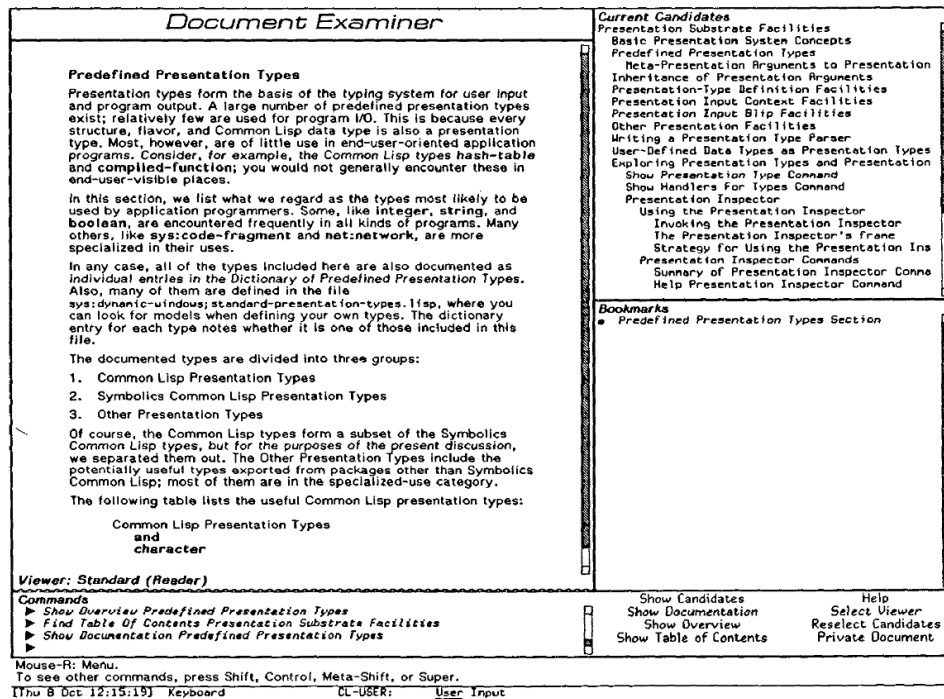 Document Examiner
Predefined Presentation Types
Presentation types form the basis of the typing system for user input
and program output. A large number of predefined presentation types
exist; relatively few are used for program I/O. This is because every
structure, flavor, and Common Lisp data type is also a presentation
type. Most, however, are of little use in end-user-oriented application
programs. Consider, for example, the Common Lisp types hash-table
and compiled-function; you would not generally encounter these in
end-user-visible places.
In this section, we list what we regard as the types most likely to be
used by application programmers. Some, like integer, string, and
boolean, are encountered frequently in all kinds of programs. Many
others, like sys:code-fragment and net:network, are more
specialized in their uses.
In any case, all of the types included here are also documented as
individual entries in the Dictionary of Predefined Presentation Types.
Also, many of them are defined in the file
sys:dynamic-windows;standard-presentation-types.lisp, where you
can look for models when defining your own types. The dictionary
entry for each type notes whether it is one of those included in this
file.
The documented types are divided into three groups:
1. Common Lisp Presentation Types
2. Symbolics Common Lisp Presentation Types
3. Other Presentation Types
Of course, the Common Lisp types form a subset of the Symbolics
Common Lisp types, but for the purposes of the present discussion,
we separated them out. The Other Presentation Types include the
potentially useful types exported from packages other than Symbolics
Common Lisp; most of them are in the specialized-use category.
The following table lists the useful Common Lisp presentation types:
Common Lisp Presentation Types
and
character
Viewer: Standard (Reader)
Current Candidates
Presentation Substrate Facilities
Basic Presentation System Concepts
Predefined Presentation Types
Meta-Presentation Arguments to Presentation
Inheritance of Presentation Arguments
Presentation-Type Definition Facilities
Presentation Input Context Facilities
Presentation Input Blip Facilities
Other Presentation Facilities
Writing a Presentation Type Parser
User-Defined Data Types as Presentation Types
Exploring Presentation Types and Presentation
Show Presentation Type Command
Show Handlers For Types Command
Presentation Inspector
Using the Presentation Inspector
Invoking the Presentation Inspector
The Presentation Inspector's Frame
Strategy for Using the Presentation Ins
Presentation Inspector Commands
Summary of Presentation Inspector Comma
Help Presentation Inspector Command
Bookmarks
• Predefined Presentation Types Section
Commands
Show Overview Predefined Presentation Types
Find Table Of Contents Presentation Substrate Facilities
Show Documentation Predefined Presentation Types
Show Candidates Help
Show Documentation Select Viewer
Show Overview Reselect Candidates
Show Table of Contents Private Document
Mouse-R: Menu.
To see other commands, press Shift, Control, Meta-Shift, or Super.
[Thu 8 Oct 12:15:19] Keyboard CL-USER: User Input